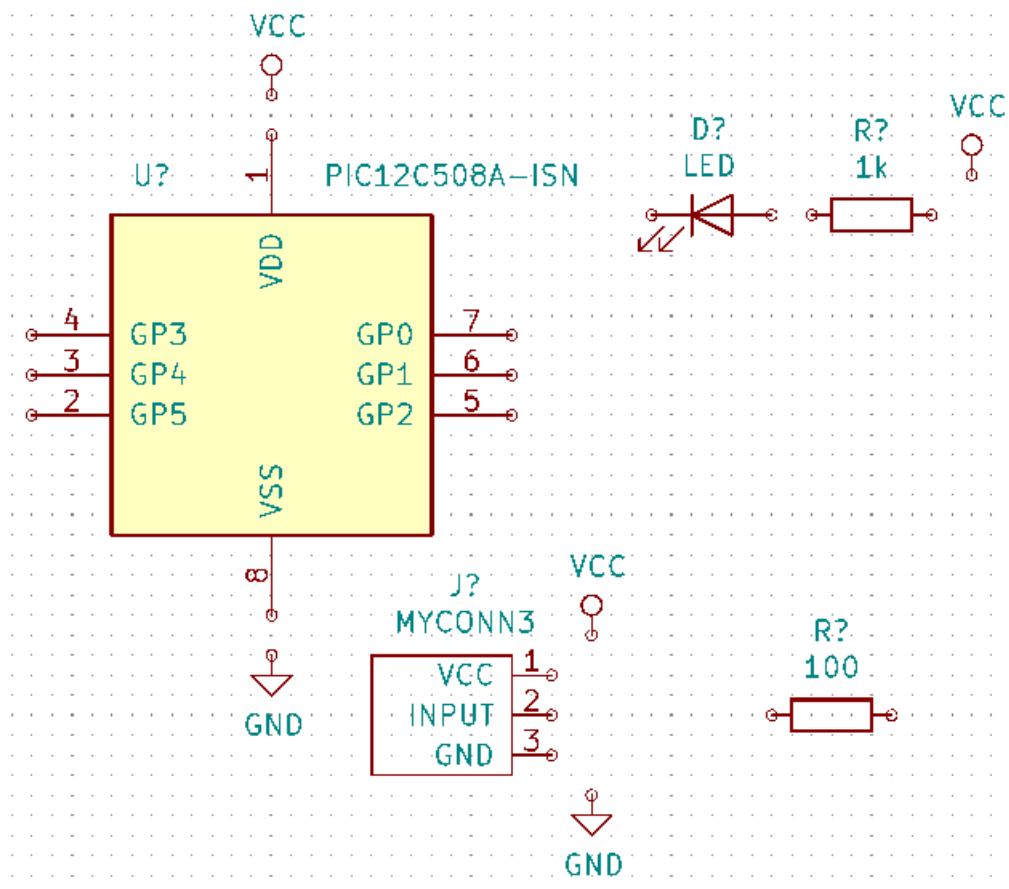 VCC
VCC
D?
LED
R?
1k
U?
1
PIC12C508A-ISN
VDD
4 GP3 GP0 7
3 GP4 GP1 6
2 GP5 GP2 5
VSS
8
GND
J?
MYCONN3
VCC
VCC 1
INPUT 2
GND 3
GND
R?
100